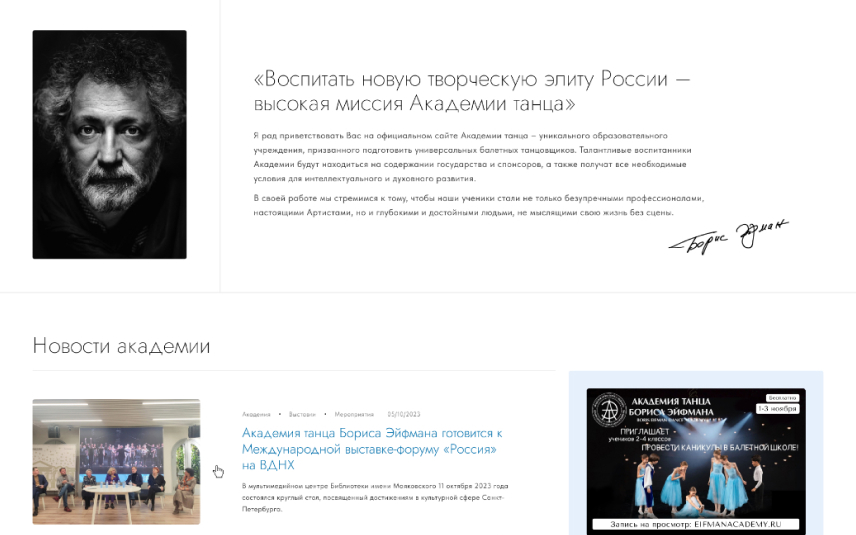 «Воспитать новую творческую элиту России –
высокая миссия Академии танца»
Я рад приветствовать Вас на официальном сайте Академии танца – уникального образовательного
учреждения, призванного подготовить универсальных балетных танцовщиков. Талантливые воспитанники
Академии будут находиться на содержании государства и спонсоров, а также получат все необходимые
условия для интеллектуального и духовного развития.
В своей работе мы стремимся к тому, чтобы наши ученики стали не только безупречными профессионалами,
настоящими Артистами, но и глубокими и достойными людьми, не мыслящими свою жизнь без сцены.
Борис Эйфман
Новости академии
Академия • Выставки • Мероприятия 05/10/2023
Академия танца Бориса Эйфмана готовится к
Международной выставке-форуму «Россия»
на ВДНХ
В мультимедийном центре Библиотеки имени Маяковского 11 октября 2023 года
состоялся круглый стол, посвященный достижениям в культурной сфере Санкт-
Петербурга.
Бесплатно
АКАДЕМИЯ ТАНЦА
1-3 ноября
БОРИСА ЭЙФМАНА
ПРИГЛАШАЕТ
учеников 2-4 классов
ПРОВЕСТИ КАНИКУЛЫ В БАЛЕТНОЙ ШКОЛЕ!
Запись на просмотр: EIFMANACADEMY.RU